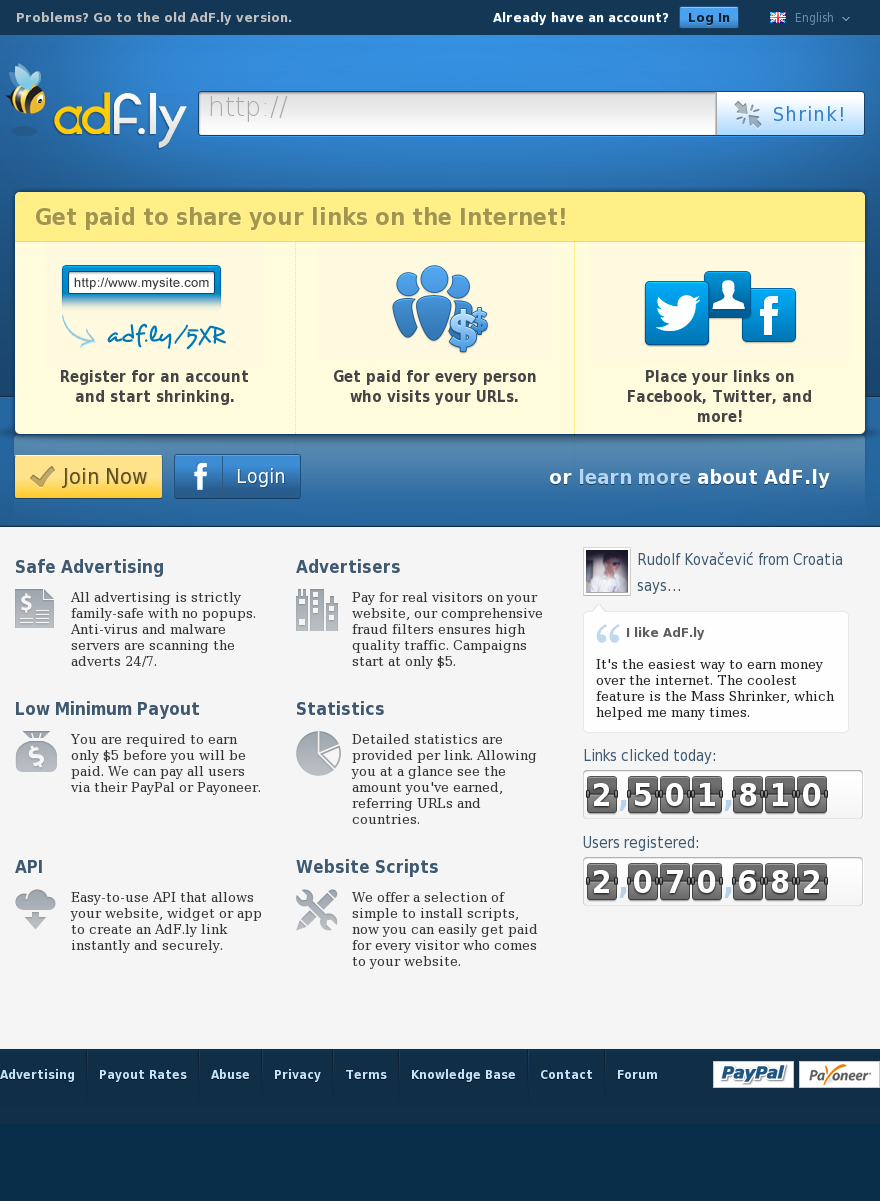 Problems? Go to the old AdF.ly version.
Already have an account? Log In English
adf.ly
http://
Shrink!
Get paid to share your links on the Internet!
http://www.mysite.com
adf.ly/5XR
Register for an account
and start shrinking.
Get paid for every person
who visits your URLs.
Place your links on
Facebook, Twitter, and
more!
Join Now
Login
or learn more about AdF.ly
Safe Advertising
All advertising is strictly
family-safe with no popups.
Anti-virus and malware
servers are scanning the
adverts 24/7.
Advertisers
Pay for real visitors on your
website, our comprehensive
fraud filters ensures high
quality traffic. Campaigns
start at only $5.
Low Minimum Payout
You are required to earn
only $5 before you will be
paid. We can pay all users
via their PayPal or Payoneer.
Statistics
Detailed statistics are
provided per link. Allowing
you at a glance see the
amount you've earned,
referring URLs and
countries.
API
Easy-to-use API that allows
your website, widget or app
to create an AdF.ly link
instantly and securely.
Website Scripts
We offer a selection of
simple to install scripts,
now you can easily get paid
for every visitor who comes
to your website.
Rudolf Kovačević from Croatia
says...
I like AdF.ly
It's the easiest way to earn money
over the internet. The coolest
feature is the Mass Shrinker, which
helped me many times.
Links clicked today:
2,501,810
Users registered:
2,070,682
Advertising Payout Rates Abuse Privacy Terms Knowledge Base Contact Forum
PayPal Payoneer